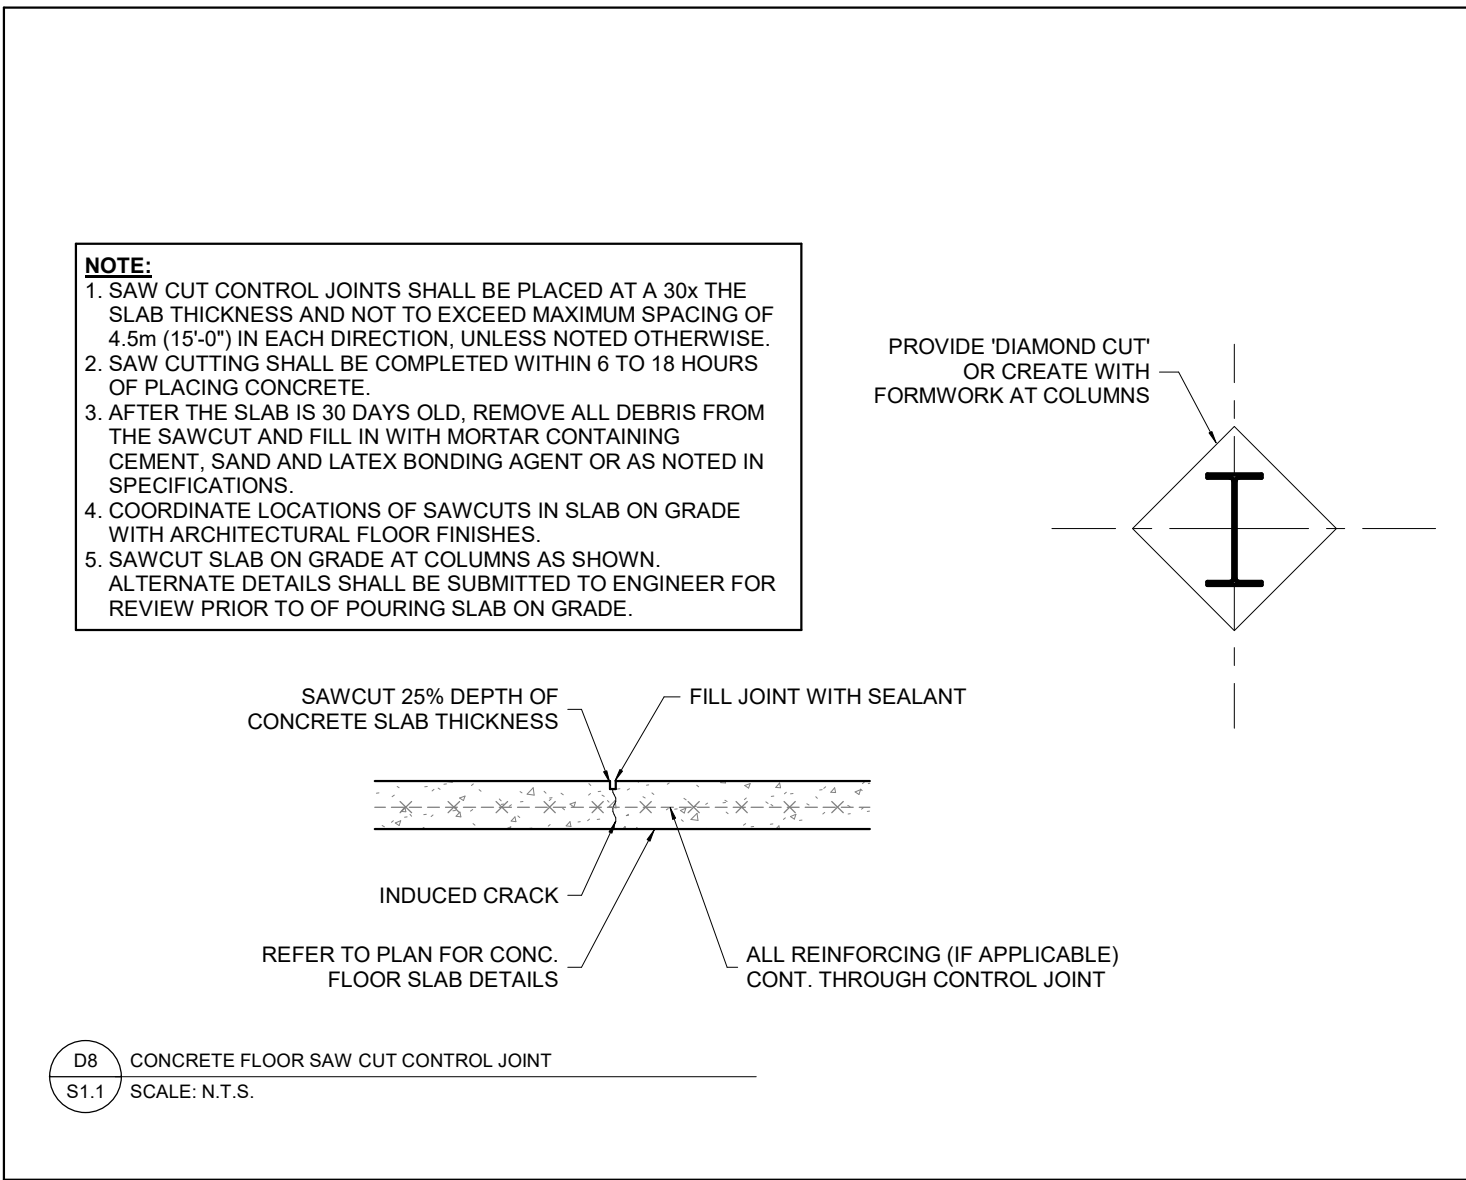 NOTE:
1. SAW CUT CONTROL JOINTS SHALL BE PLACED AT A 30x THE
SLAB THICKNESS AND NOT TO EXCEED MAXIMUM SPACING OF
4.5m (15'-0") IN EACH DIRECTION, UNLESS NOTED OTHERWISE.
2. SAW CUTTING SHALL BE COMPLETED WITHIN 6 TO 18 HOURS
OF PLACING CONCRETE.
3. AFTER THE SLAB IS 30 DAYS OLD, REMOVE ALL DEBRIS FROM
THE SAWCUT AND FILL IN WITH MORTAR CONTAINING
CEMENT, SAND AND LATEX BONDING AGENT OR AS NOTED IN
SPECIFICATIONS.
4. COORDINATE LOCATIONS OF SAWCUTS IN SLAB ON GRADE
WITH ARCHITECTURAL FLOOR FINISHES.
5. SAWCUT SLAB ON GRADE AT COLUMNS AS SHOWN.
ALTERNATE DETAILS SHALL BE SUBMITTED TO ENGINEER FOR
REVIEW PRIOR TO OF POURING SLAB ON GRADE.
PROVIDE 'DIAMOND CUT'
OR CREATE WITH
FORMWORK AT COLUMNS
SAWCUT 25% DEPTH OF
CONCRETE SLAB THICKNESS
FILL JOINT WITH SEALANT
INDUCED CRACK
REFER TO PLAN FOR CONC.
FLOOR SLAB DETAILS
ALL REINFORCING (IF APPLICABLE)
CONT. THROUGH CONTROL JOINT
D8 CONCRETE FLOOR SAW CUT CONTROL JOINT
S1.1 SCALE: N.T.S.